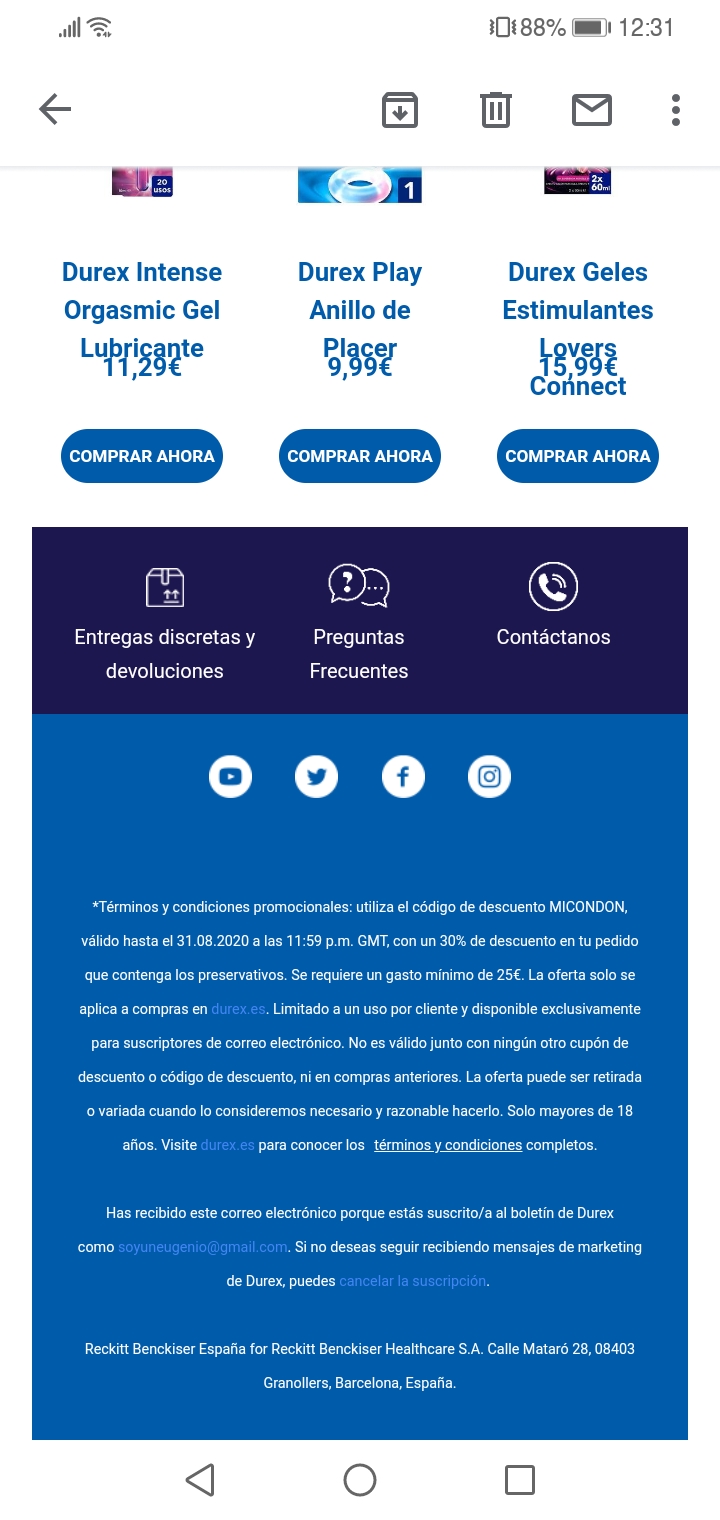 88% 12:31
20
USOS
1
2x
60ml
Durex Intense
Orgasmic Gel
Lubricante
11,29€
COMPRAR AHORA
Durex Play
Anillo de
Placer
9,99€
COMPRAR AHORA
Durex Geles
Estimulantes
Lovers
Connect
15,99€
COMPRAR AHORA
Entregas discretas y
devoluciones
Preguntas
Frecuentes
Contáctanos
*Términos y condiciones promocionales: utiliza el código de descuento MICONDON,
válido hasta el 31.08.2020 a las 11:59 p.m. GMT, con un 30% de descuento en tu pedido
que contenga los preservativos. Se requiere un gasto mínimo de 25€. La oferta solo se
aplica a compras en durex.es. Limitado a un uso por cliente y disponible exclusivamente
para suscriptores de correo electrónico. No es válido junto con ningún otro cupón de
descuento o código de descuento, ni en compras anteriores. La oferta puede ser retirada
o variada cuando lo consideremos necesario y razonable hacerlo. Solo mayores de 18
años. Visite durex.es para conocer los términos y condiciones completos.
Has recibido este correo electrónico porque estás suscrito/a al boletín de Durex
como soyuneugenio@gmail.com. Si no deseas seguir recibiendo mensajes de marketing
de Durex, puedes cancelar la suscripción.
Reckitt Benckiser España for Reckitt Benckiser Healthcare S.A. Calle Mataró 28, 08403
Granollers, Barcelona, España.